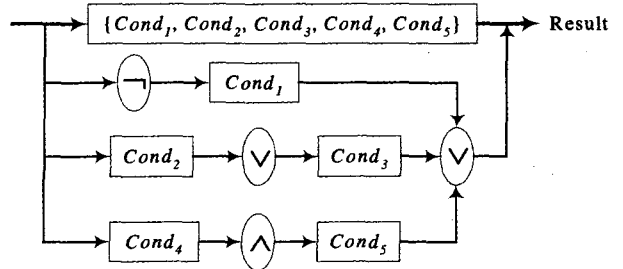 {Cond₁, Cond₂, Cond₃, Cond₄, Cond₅} Result
¬ Cond₁
Cond₂ ∨ Cond₃ ∨
Cond₄ ∧ Cond₅